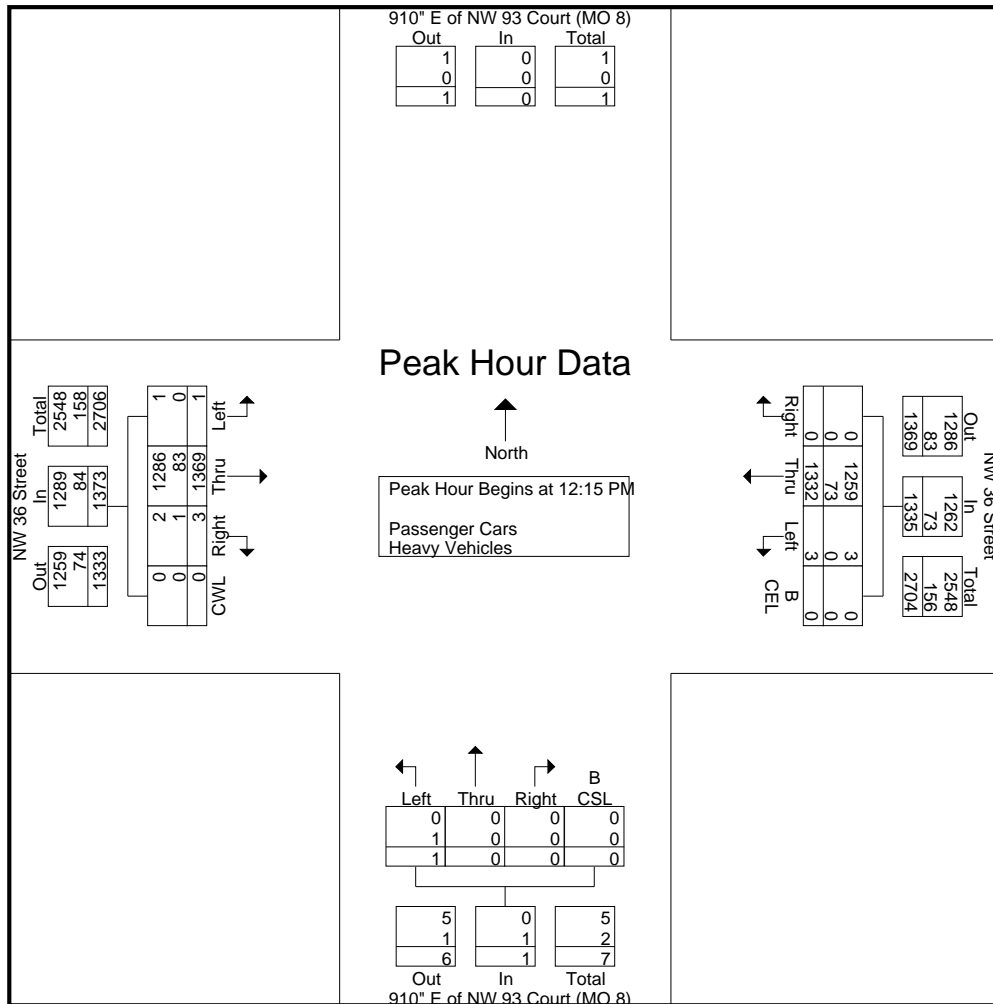 910" E of NW 93 Court (MO 8)
Out In Total
1 0 1
0 0 0
1 0 1
Peak Hour Data
North
Peak Hour Begins at 12:15 PM
Passenger Cars
Heavy Vehicles
NW 36 Street
Total In Out
2548 1289 1259
158 84 74
2706 1373 1333
Left Thru Right CWL
1 1286 2 0
0 83 1 0
1 1369 3 0
Right Thru Left B CEL
0 1259 3 0
0 73 0 0
0 1332 3 0
NW 36 Street
Out In Total
1286 1262 2548
83 73 156
1369 1335 2704
B
Left Thru Right CSL
0 0 0 0
1 0 0 0
1 0 0 0
5 0 5
1 1 2
6 1 7
Out In Total
910" E of NW 93 Court (MO 8)